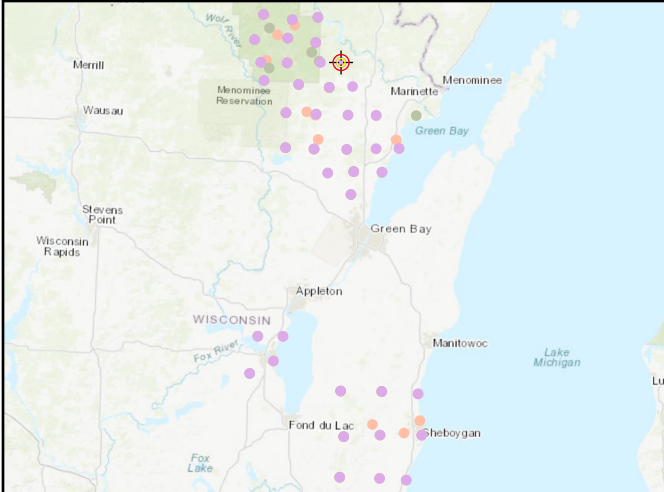 Wolf
River
Merrill
Menominee
Menominee
Reservation
Marinette
Wausau
Green Bay
Stevens
Point
Green Bay
Wisconsin
Rapids
Appleton
WISCONSIN
Fox River
Manitowoc
Lake
Michigan
Lu
Fond du Lac
Sheboygan
Fox
Lake